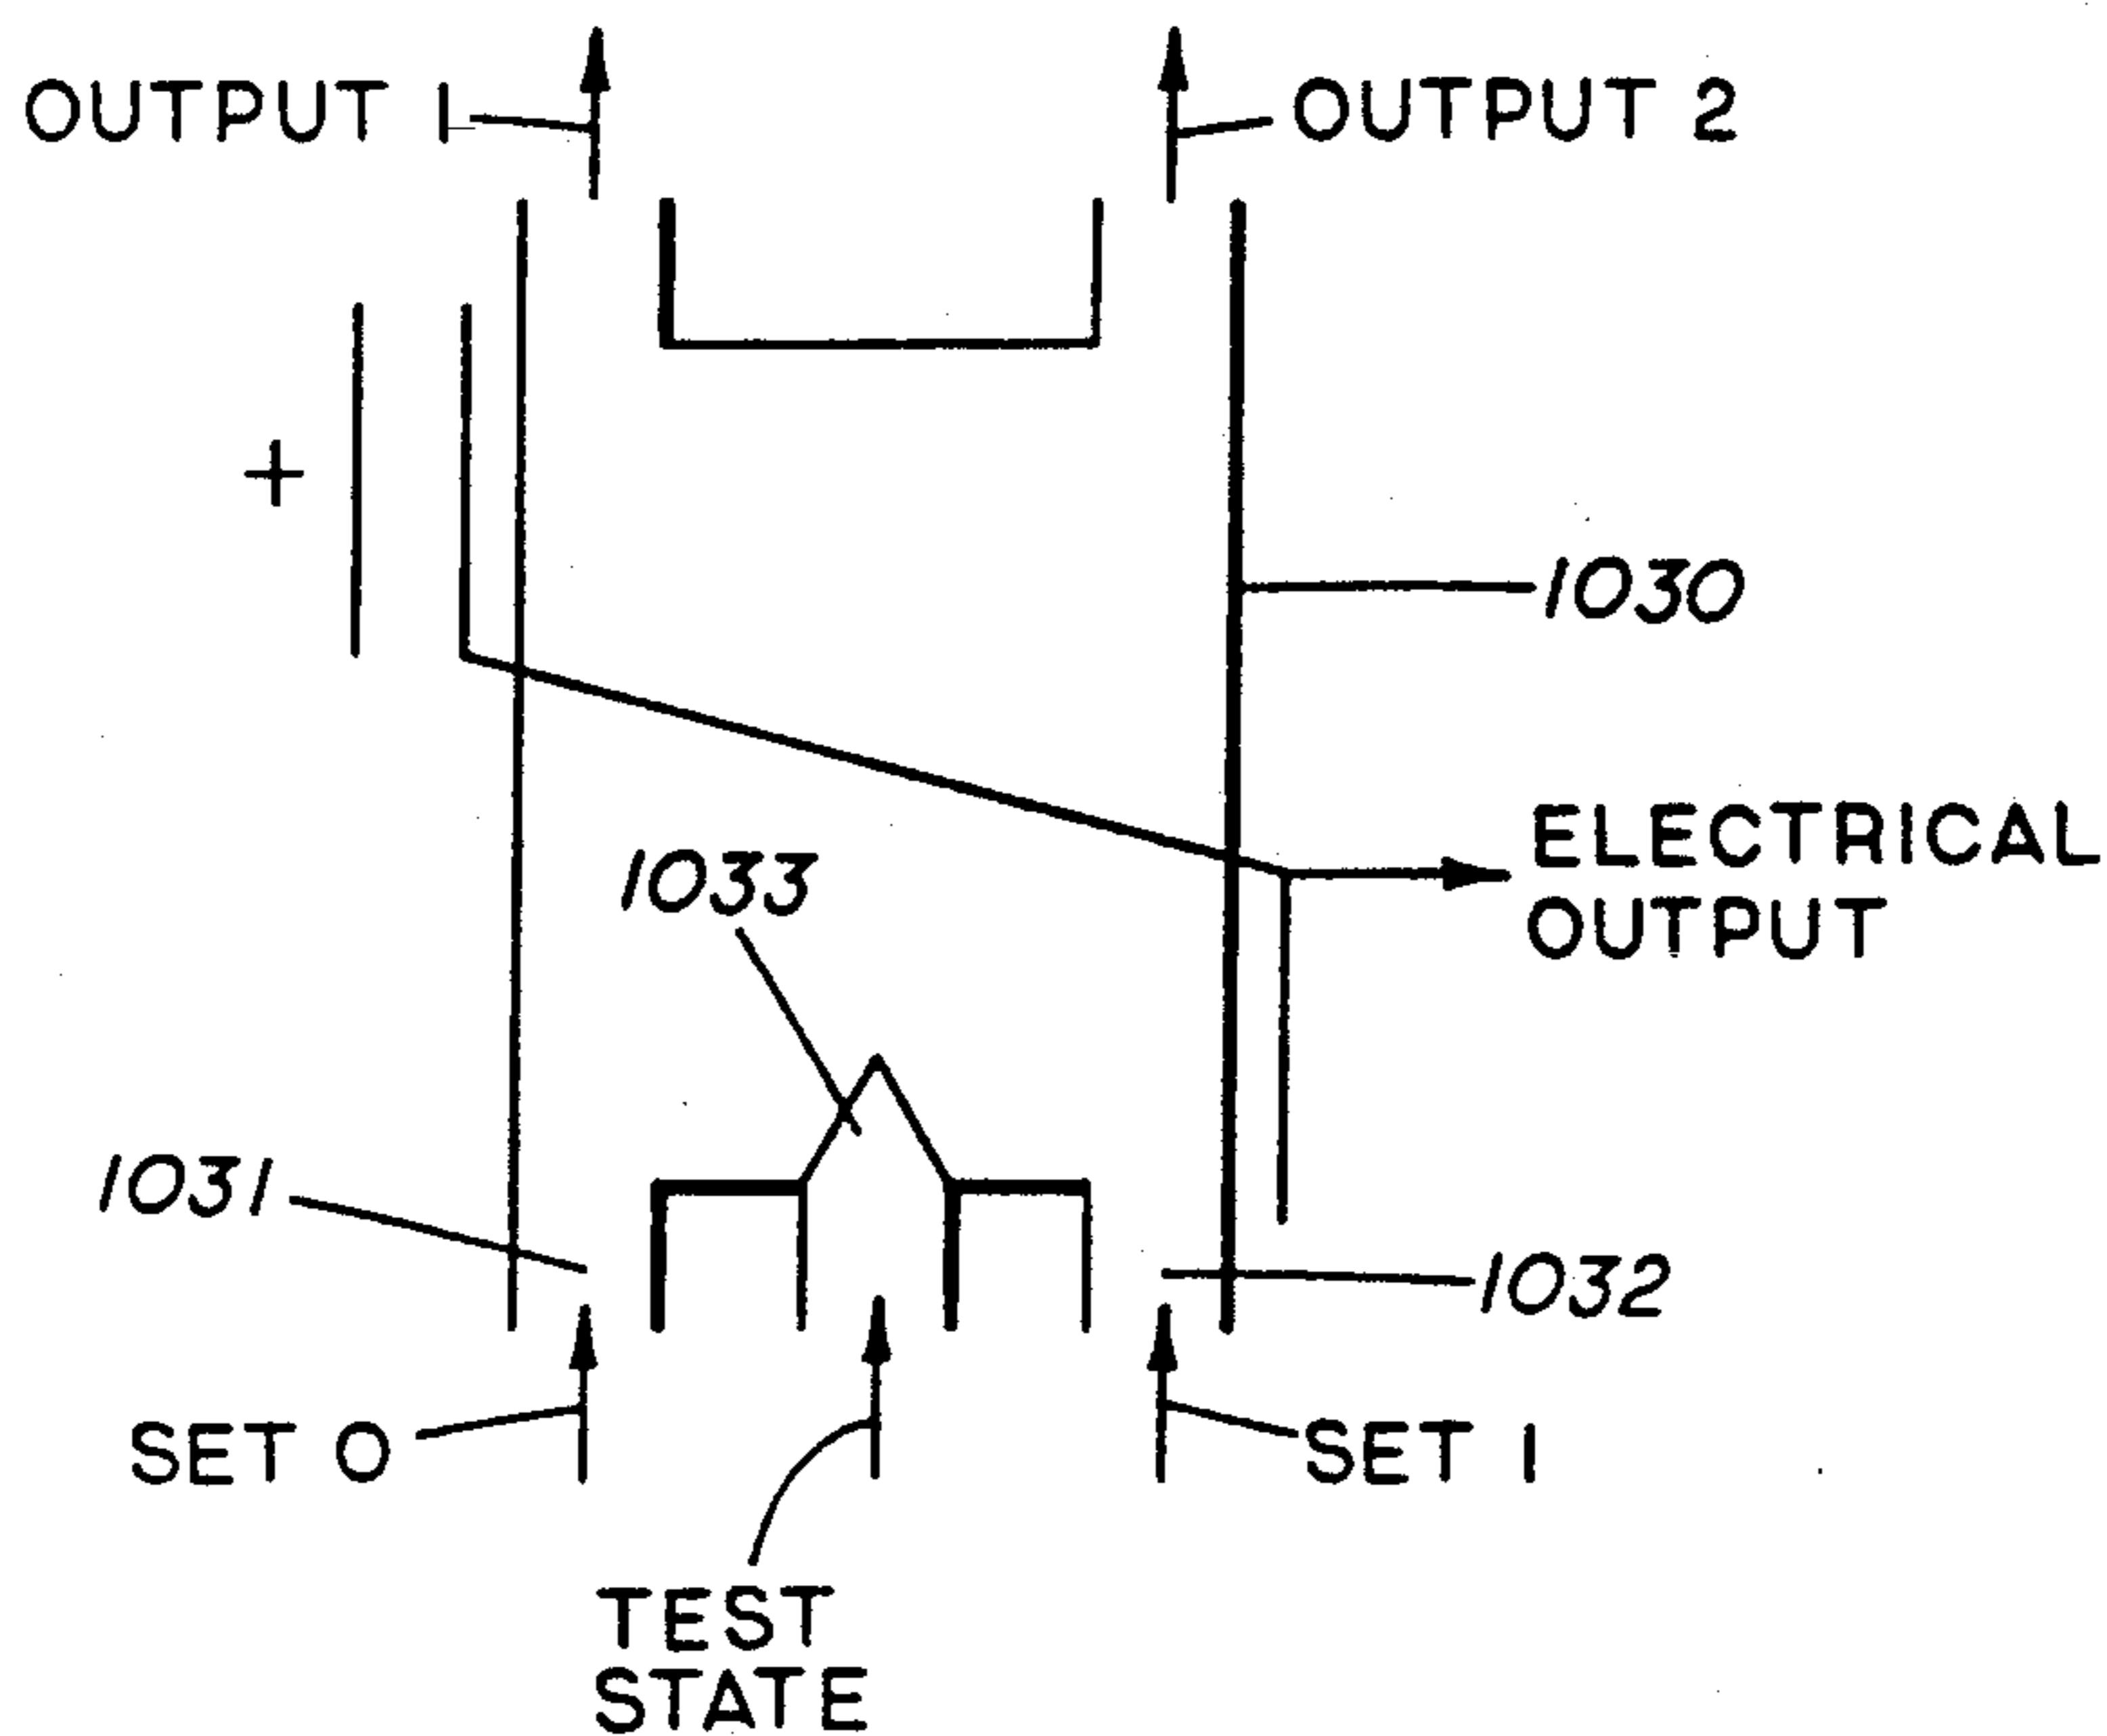 OUTPUT 1
OUTPUT 2
+
1030
ELECTRICAL
OUTPUT
1033
1031
1032
SET 0
SET 1
TEST
STATE